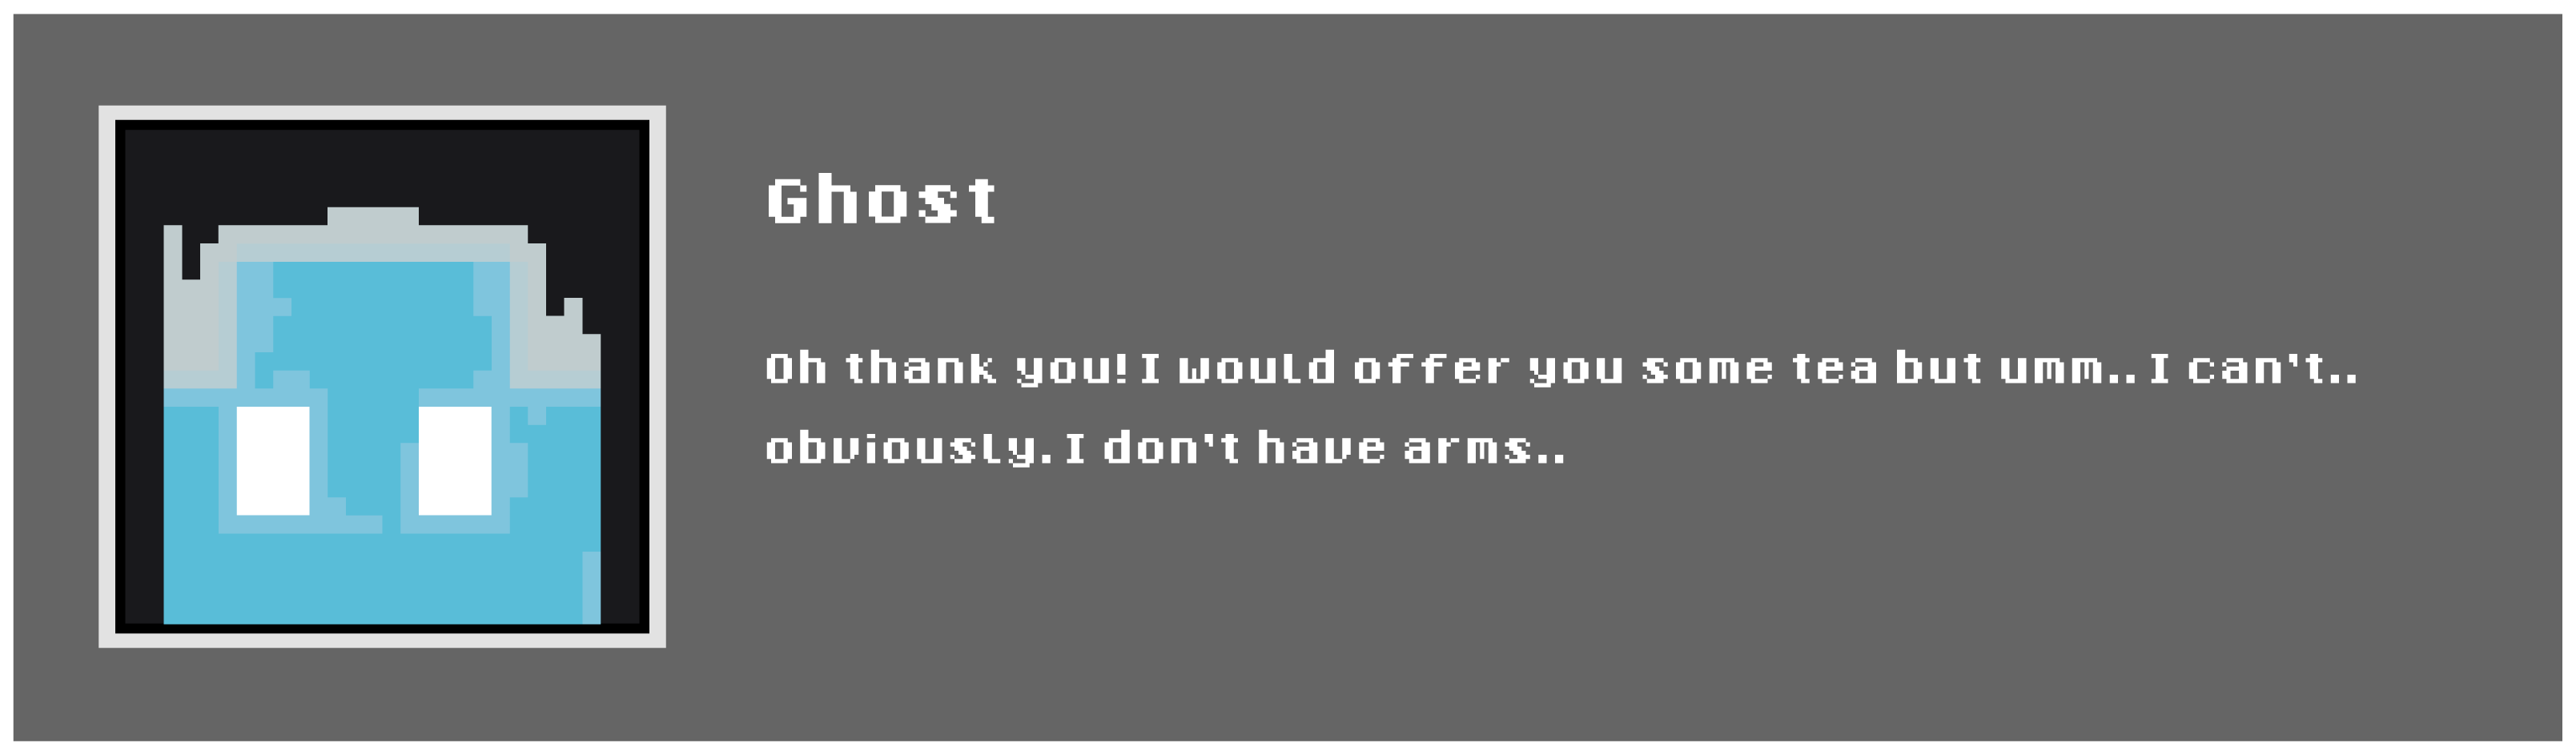 Ghost
Oh thank you! I would offer you some tea but umm.. I can't..
obviously. I don't have arms..